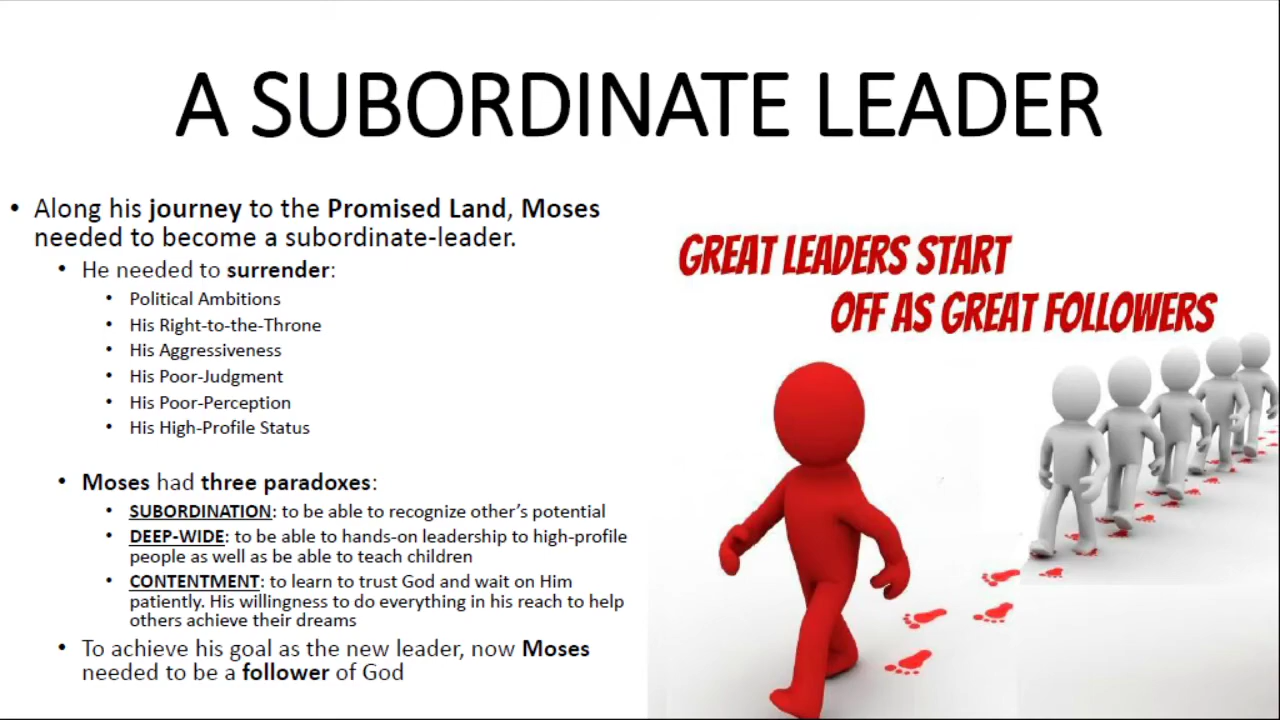 A SUBORDINATE LEADER
• Along his journey to the Promised Land, Moses
needed to become a subordinate-leader.
• He needed to surrender:
• Political Ambitions
• His Right-to-the-Throne
• His Aggressiveness
• His Poor-Judgment
• His Poor-Perception
• His High-Profile Status
• Moses had three paradoxes:
• SUBORDINATION: to be able to recognize other's potential
• DEEP-WIDE: to be able to hands-on leadership to high-profile
people as well as be able to teach children
• CONTENTMENT: to learn to trust God and wait on Him
patiently. His willingness to do everything in his reach to help
others achieve their dreams
• To achieve his goal as the new leader, now Moses
needed to be a follower of God
GREAT LEADERS START
OFF AS GREAT FOLLOWERS